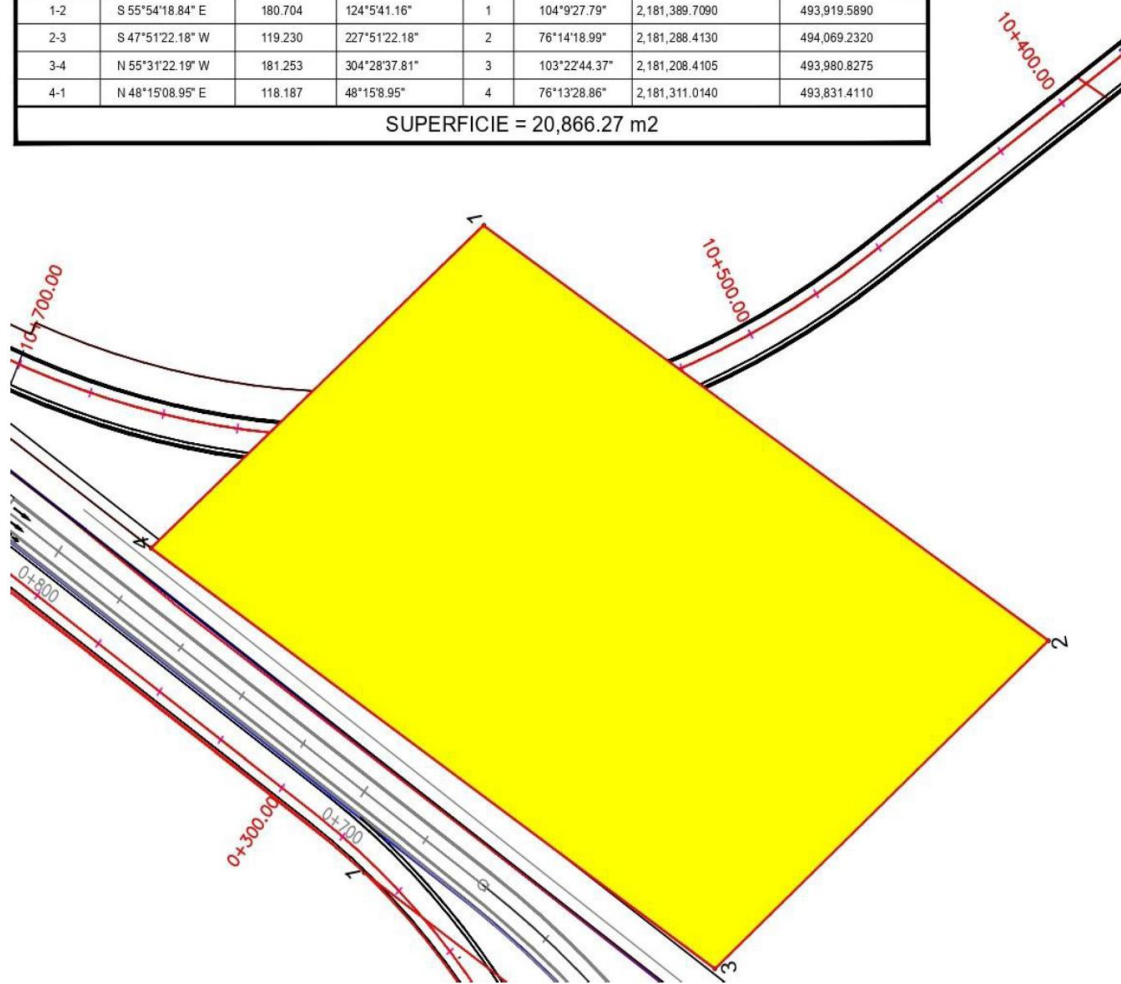 1-2 S 55°54'18.84" E 180.704 124°5'41.16" 1 104°9'27.79" 2,181,389.7090 493,919.5890
2-3 S 47°51'22.18" W 119.230 227°51'22.18" 2 76°14'18.99" 2,181,288.4130 494,069.2320
3-4 N 55°31'22.19" W 181.253 304°28'37.81" 3 103°22'44.37" 2,181,208.4105 493,980.8275
4-1 N 48°15'08.95" E 118.187 48°15'8.95" 4 76°13'28.86" 2,181,311.0140 493,831.4110
SUPERFICIE = 20,866.27 m2
10+400.00
1
10+500.00
10+700.00
4
0+800
2
0+300.00
0+700
1
3